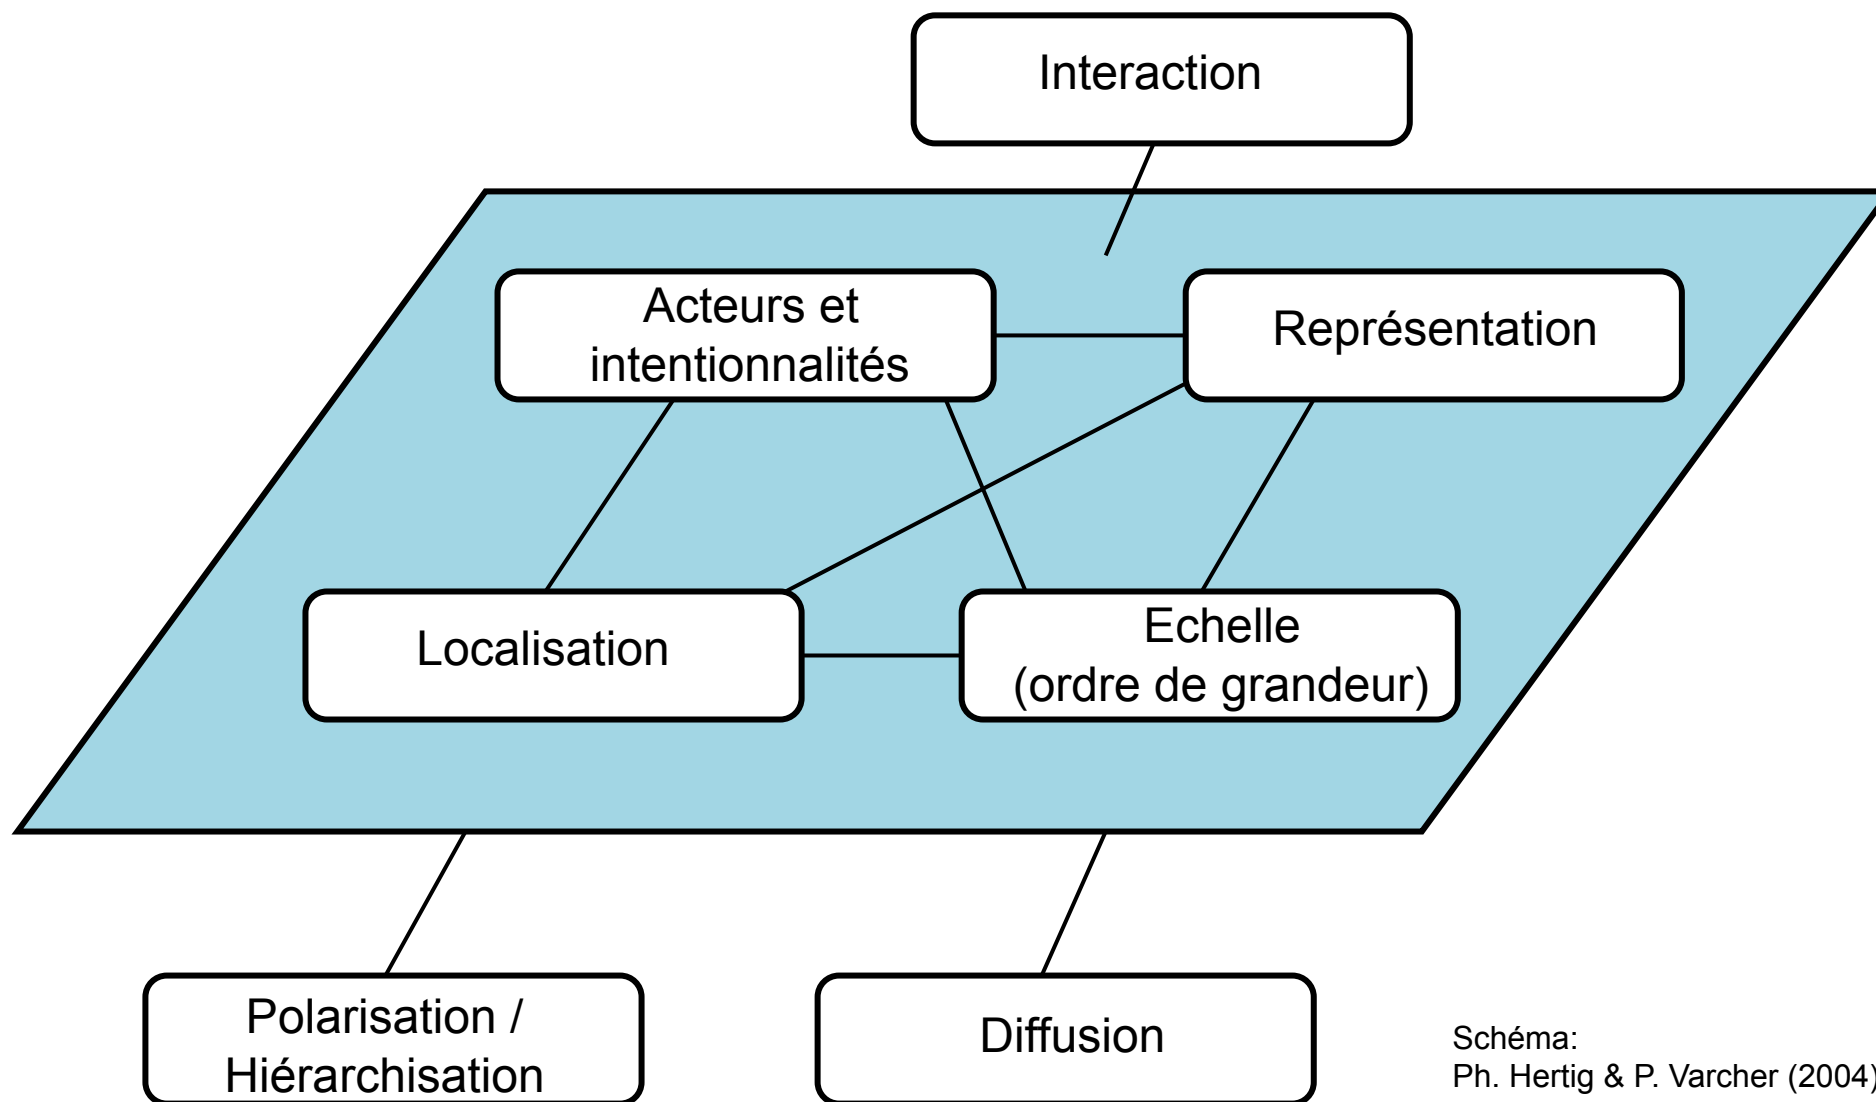 Interaction
Acteurs et
intentionnalités
Représentation
Localisation
Echelle
(ordre de grandeur)
Polarisation /
Hiérarchisation
Diffusion
Schéma:
Ph. Hertig & P. Varcher (2004)